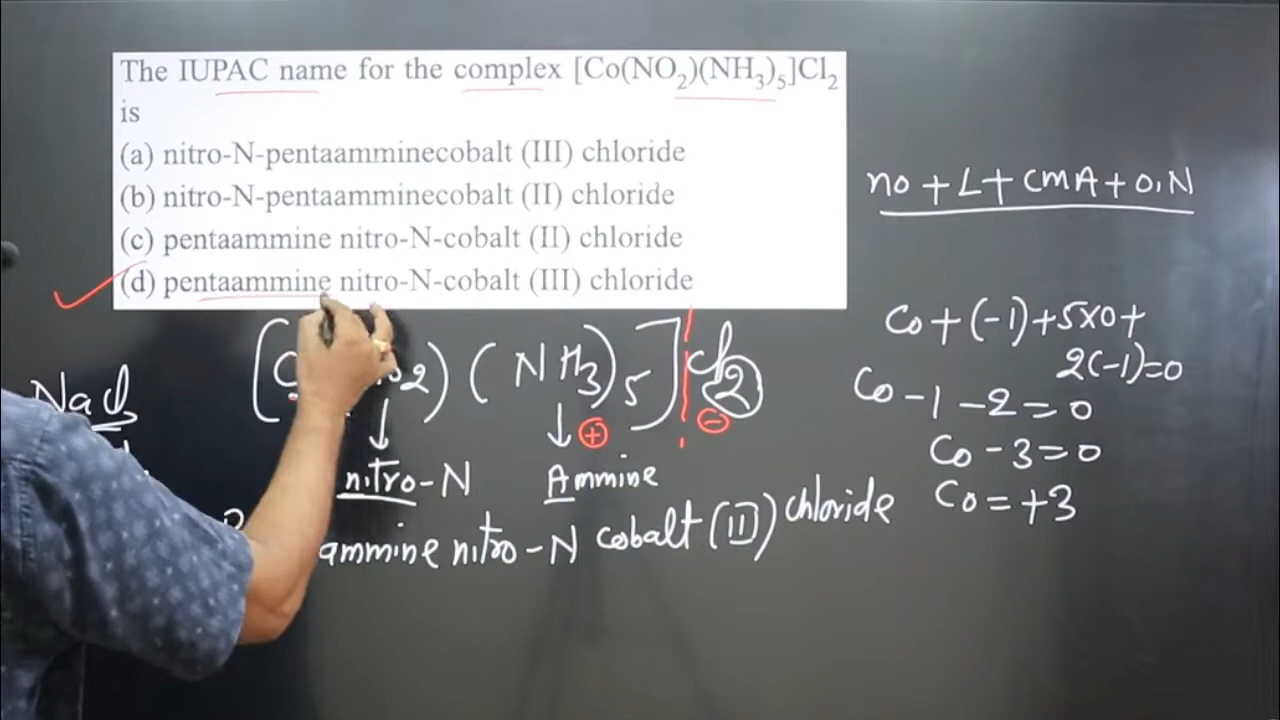 The IUPAC name for the complex [Co(NO₂)(NH₃)₅]Cl₂
is
(a) nitro-N-pentaamminecobalt (III) chloride
(b) nitro-N-pentaamminecobalt (II) chloride
(c) pentaammine nitro-N-cobalt (II) chloride
(d) pentaammine nitro-N-cobalt (III) chloride
no + L + CMA + O.N
₂) (NH₃)₅] Cl₂
⊕ ⊖
NaCl
nitro-N Ammine
ammine nitro-N cobalt (II) chloride
Co + (-1) + 5×0 +
2(-1)=0
Co - 1 - 2 = 0
Co - 3 = 0
Co = +3